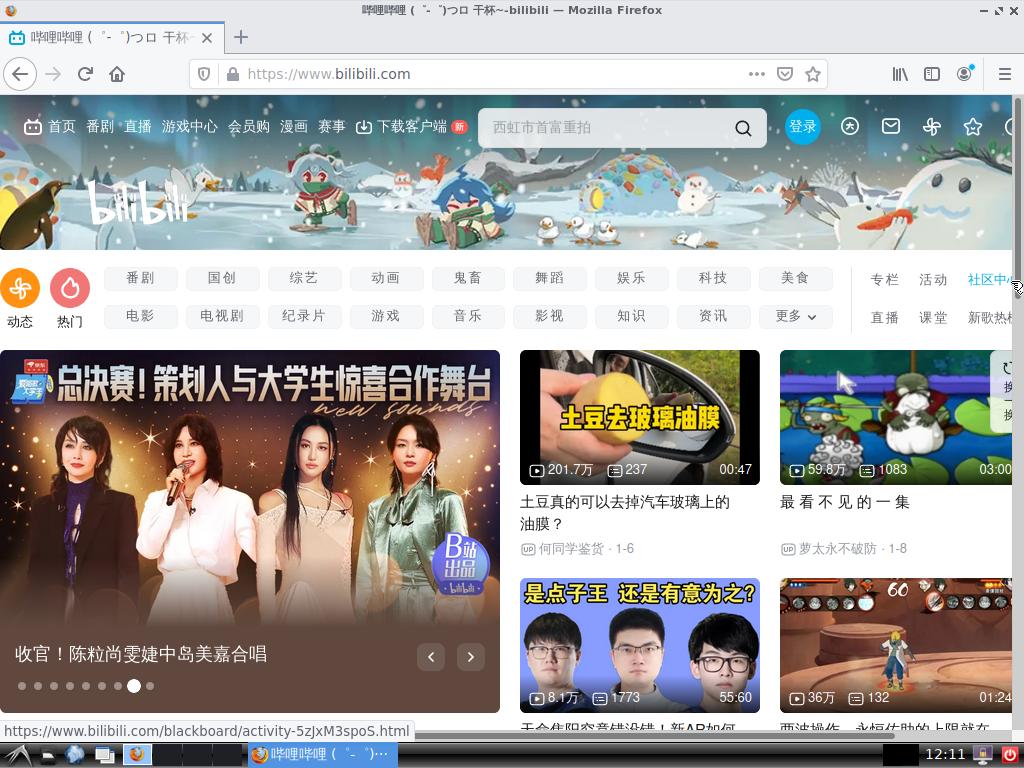 哔哩哔哩 (゜-゜)つロ 干杯~-bilibili — Mozilla Firefox
哔哩哔哩 (゜-゜)つロ 干杯~
https://www.bilibili.com
首页 番剧 直播 游戏中心 会员购 漫画 赛事 下载客户端 新
西虹市首富重拍
登录
bilibili
番剧 国创 综艺 动画 鬼畜 舞蹈 娱乐 科技 美食
专栏 活动 社区中心
动态 热门
电影 电视剧 纪录片 游戏 音乐 影视 知识 资讯 更多
直播 课堂 新歌热榜
总决赛！策划人与大学生惊喜合作舞台
new sounds
B站
出品
bilibili
收官！陈粒尚雯婕中岛美嘉合唱
土豆去玻璃油膜
201.7万 237 00:47
土豆真的可以去掉汽车玻璃上的
油膜？
UP 何同学鉴货 · 1-6
59.8万 1083 03:00
最 看 不 见 的 一 集
UP 萝太永不破防 · 1-8
换
换
是点子王 还是有意为之?
8.1万 1773 55:60
60
36万 132 01:24
https://www.bilibili.com/blackboard/activity-5zJxM3spoS.html
哔哩哔哩 (゜-゜)…
12:11